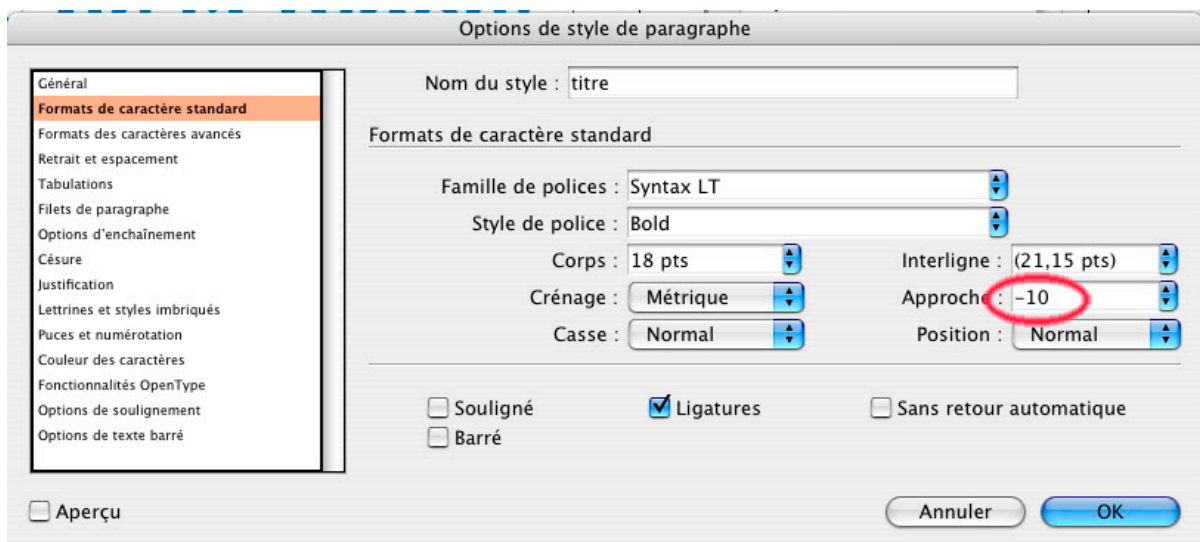 Options de style de paragraphe
Général
Formats de caractère standard
Formats des caractères avancés
Retrait et espacement
Tabulations
Filets de paragraphe
Options d'enchaînement
Césure
Justification
Lettrines et styles imbriqués
Puces et numérotation
Couleur des caractères
Fonctionnalités OpenType
Options de soulignement
Options de texte barré
Nom du style : titre
Formats de caractère standard
Famille de polices : Syntax LT
Style de police : Bold
Corps : 18 pts Interligne : (21,15 pts)
Crénage : Métrique Approche : -10
Casse : Normal Position : Normal
Souligné Ligatures Sans retour automatique
Barré
Aperçu Annuler OK